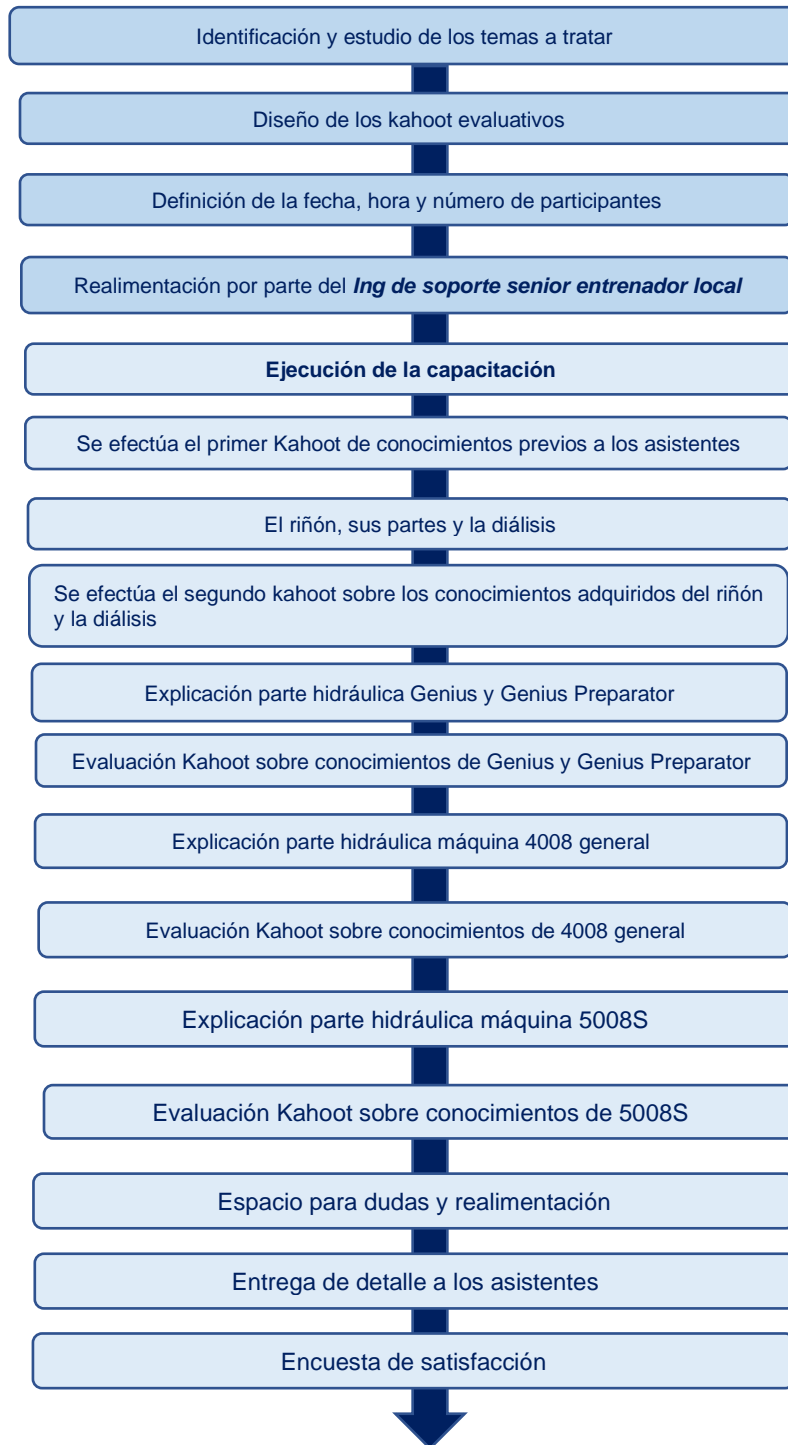 Identificación y estudio de los temas a tratar
Diseño de los kahoot evaluativos
Definición de la fecha, hora y número de participantes
Realimentación por parte del Ing de soporte senior entrenador local
Ejecución de la capacitación
Se efectúa el primer Kahoot de conocimientos previos a los asistentes
El riñón, sus partes y la diálisis
Se efectúa el segundo kahoot sobre los conocimientos adquiridos del riñón
y la diálisis
Explicación parte hidráulica Genius y Genius Preparator
Evaluación Kahoot sobre conocimientos de Genius y Genius Preparator
Explicación parte hidráulica máquina 4008 general
Evaluación Kahoot sobre conocimientos de 4008 general
Explicación parte hidráulica máquina 5008S
Evaluación Kahoot sobre conocimientos de 5008S
Espacio para dudas y realimentación
Entrega de detalle a los asistentes
Encuesta de satisfacción